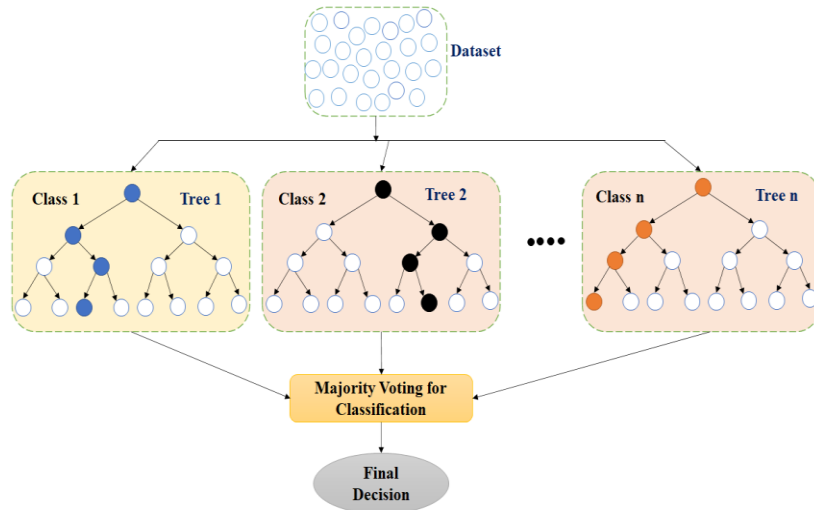 Dataset
Class 1
Tree 1
Class 2
Tree 2
Class n
Tree n
Majority Voting for
Classification
Final
Decision